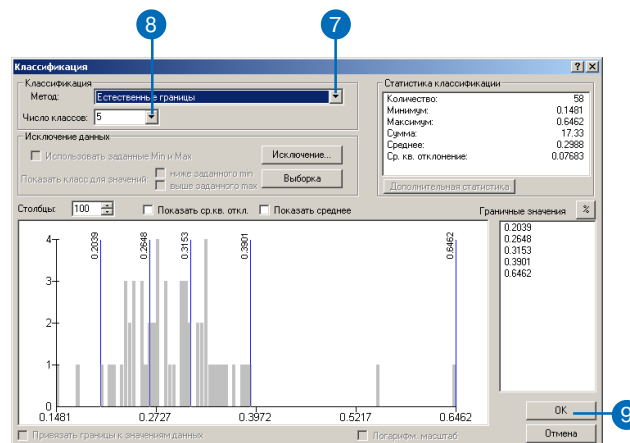 8 7
Классификация
Классификация
Метод: Естественные границы
Число классов: 5
Статистика классификации
Количество: 58
Минимум: 0.1481
Максимум: 0.6462
Сумма: 17.33
Среднее: 0.2988
Ср. кв. отклонение: 0.07683
Дополнительная статистика
Исключение данных
Использовать заданные Min и Max
Исключение...
Показать класс для значений: ниже заданного min
выше заданного max
Выборка
Столбцы: 100 Показать ср.кв. откл. Показать среднее
Граничные значения %
0.2039
0.2648
0.3153
0.3901
0.6462
4
3
2
1
0
0.2039 0.2648 0.3153 0.3901 0.6462
0.1481 0.2727 0.3972 0.5217 0.6462
Привязать границы к значениям данных
Логарифм. масштаб
OK 9
Отмена